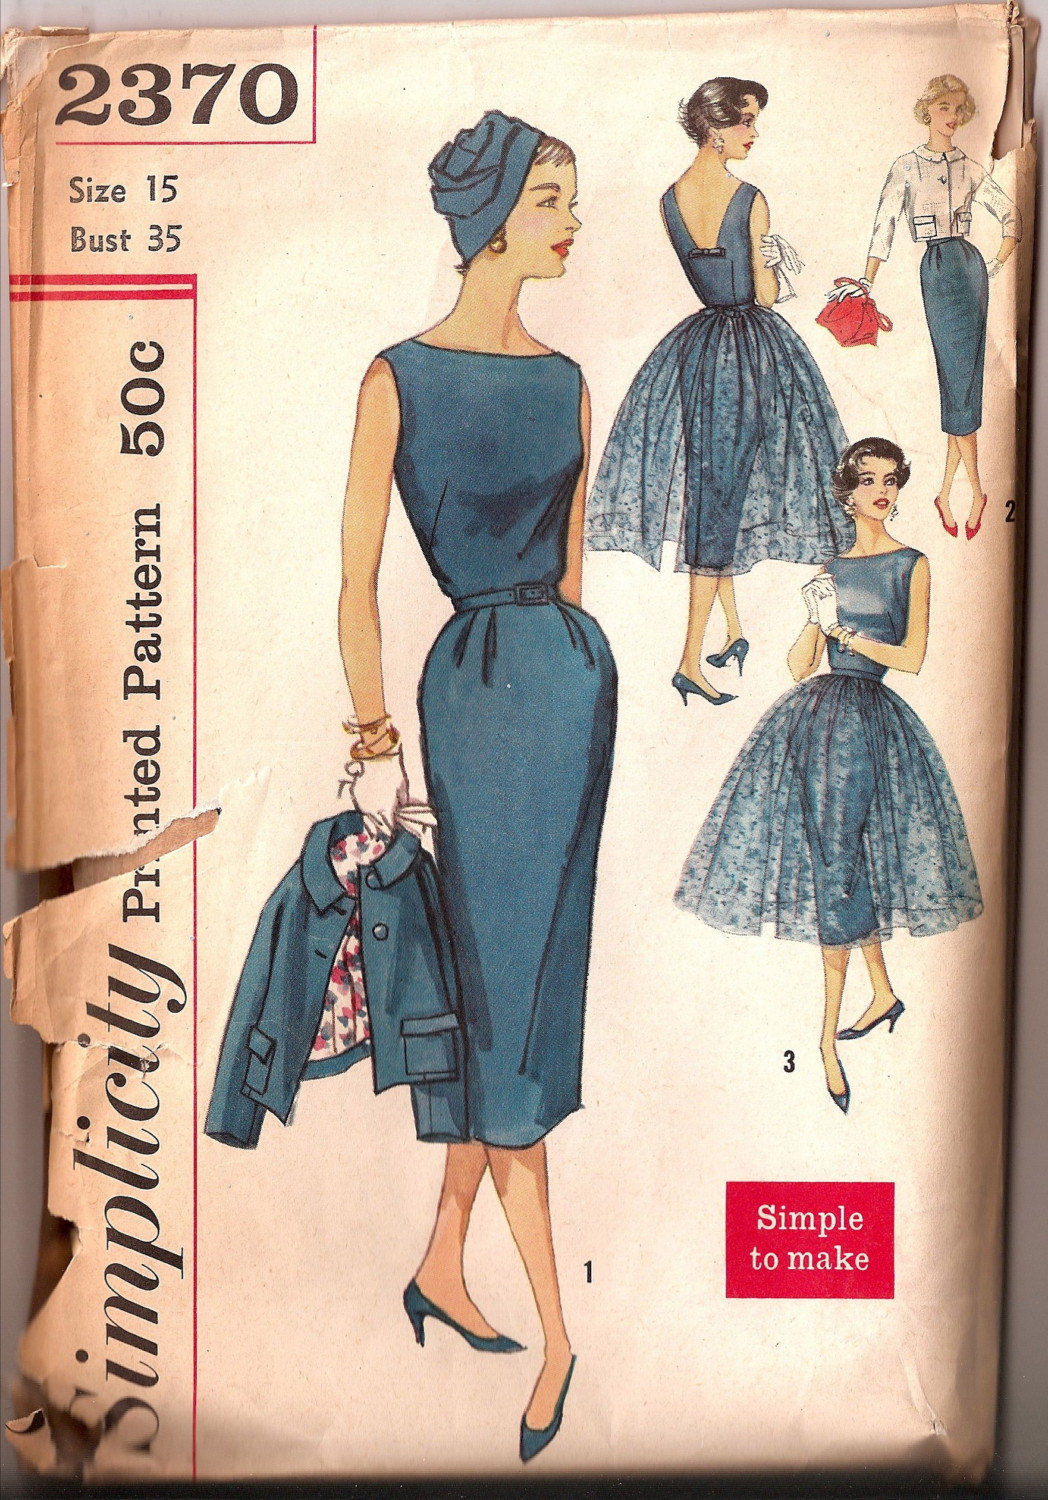 2370
Size 15
Bust 35
Simplicity Printed Pattern 50c
2
3
1
Simple
to make